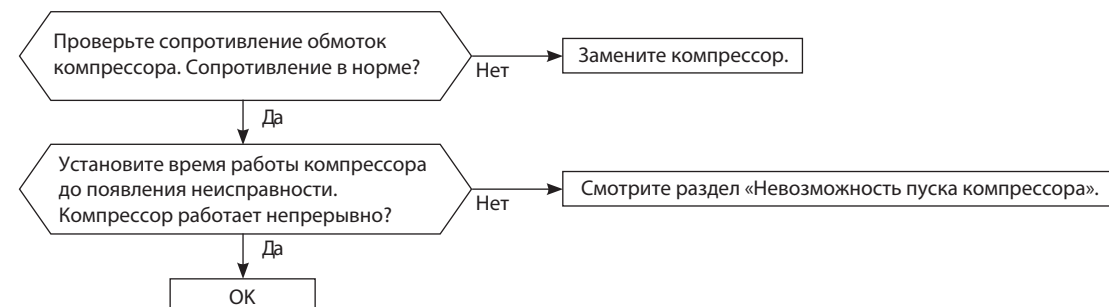 Проверьте сопротивление обмоток
компрессора. Сопротивление в норме?
Нет
Замените компрессор.
Да
Установите время работы компрессора
до появления неисправности.
Компрессор работает непрерывно?
Нет
Смотрите раздел «Невозможность пуска компрессора».
Да
OK